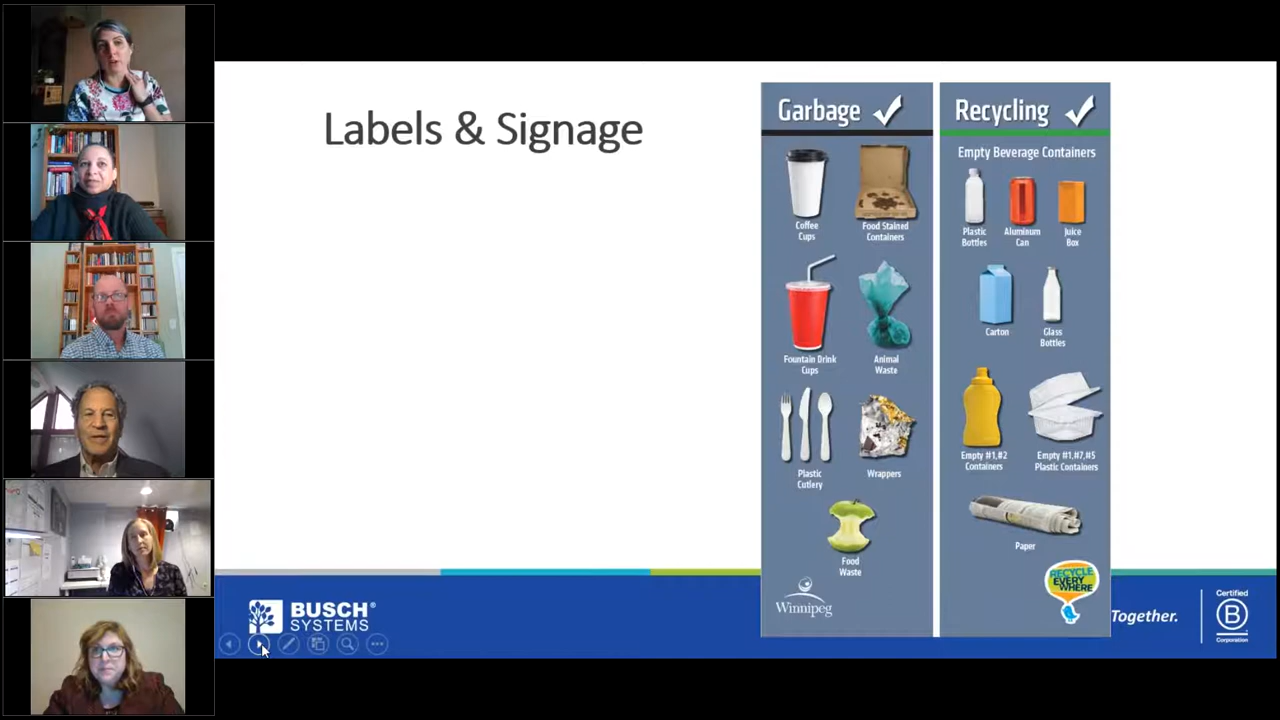 Labels & Signage
Garbage
Coffee
Cups
Food Stained
Containers
Fountain Drink
Cups
Animal
Waste
Plastic
Cutlery
Wrappers
Food
Waste
Winnipeg
Recycling
Empty Beverage Containers
Plastic
Bottles
Aluminum
Can
Juice
Box
Carton
Glass
Bottles
Empty #1,#2
Containers
Empty #1,#7,#5
Plastic Containers
Paper
RECYCLE
EVERY
WHERE
BUSCH®
SYSTEMS
Together.
Certified
B
Corporation